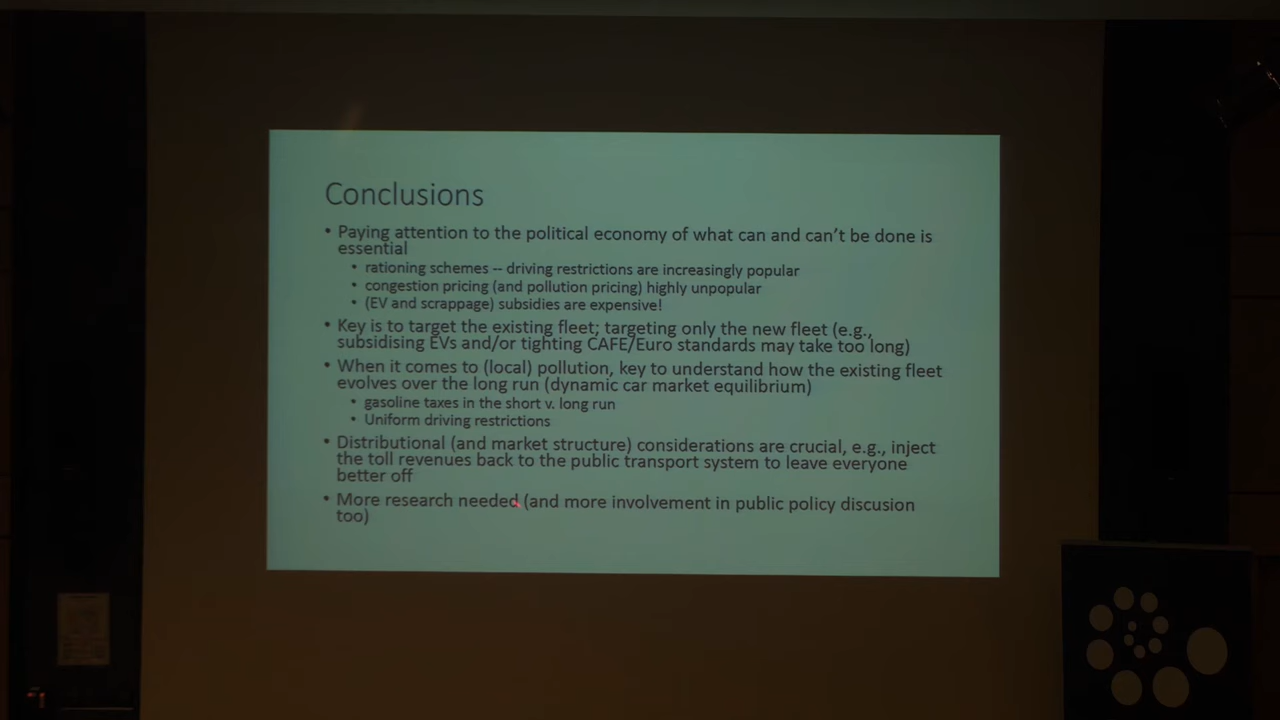 Conclusions
• Paying attention to the political economy of what can and can't be done is
essential
• rationing schemes -- driving restrictions are increasingly popular
• congestion pricing (and pollution pricing) highly unpopular
• (EV and scrappage) subsidies are expensive!
• Key is to target the existing fleet; targeting only the new fleet (e.g.,
subsidising EVs and/or tighting CAFE/Euro standards may take too long)
• When it comes to (local) pollution, key to understand how the existing fleet
evolves over the long run (dynamic car market equilibrium)
• gasoline taxes in the short v. long run
• Uniform driving restrictions
• Distributional (and market structure) considerations are crucial, e.g., inject
the toll revenues back to the public transport system to leave everyone
better off
• More research needed (and more involvement in public policy discusion
too)